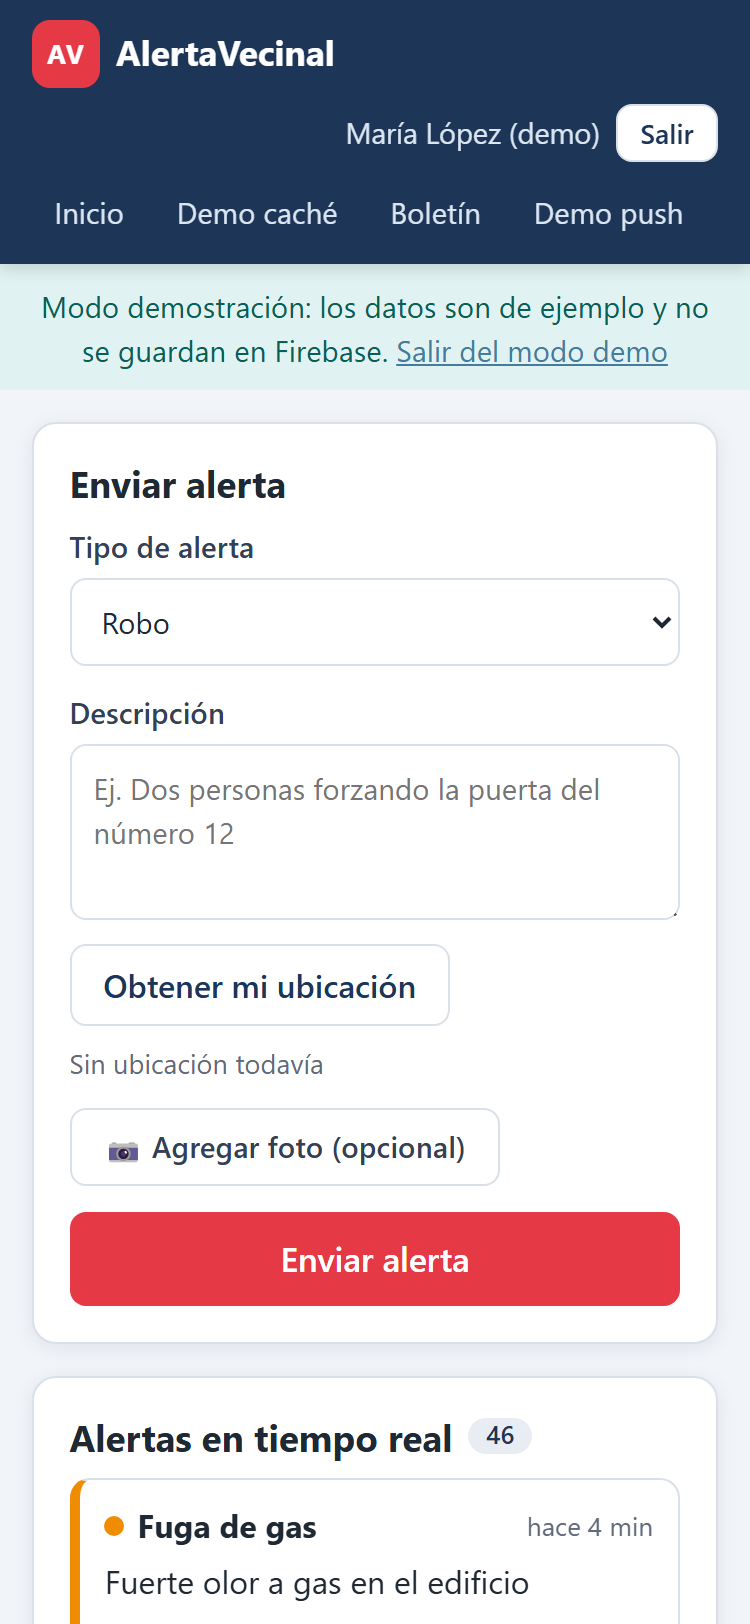 AV AlertaVecinal
María López (demo) Salir
Inicio Demo caché Boletín Demo push
Modo demostración: los datos son de ejemplo y no
se guardan en Firebase. Salir del modo demo
Enviar alerta
Tipo de alerta
Robo
Descripción
Ej. Dos personas forzando la puerta del
número 12
Obtener mi ubicación
Sin ubicación todavía
Agregar foto (opcional)
Enviar alerta
Alertas en tiempo real 46
Fuga de gas hace 4 min
Fuerte olor a gas en el edificio